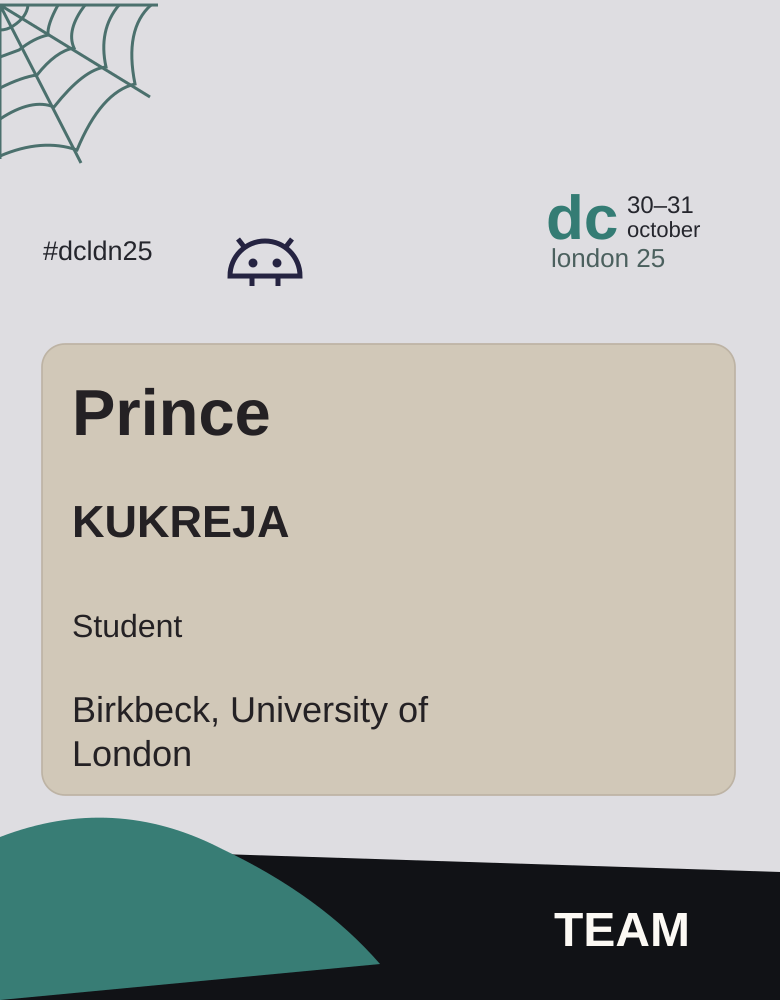 #dcldn25
dc
30–31
october
london 25
Prince
KUKREJA
Student
Birkbeck, University of
London
TEAM